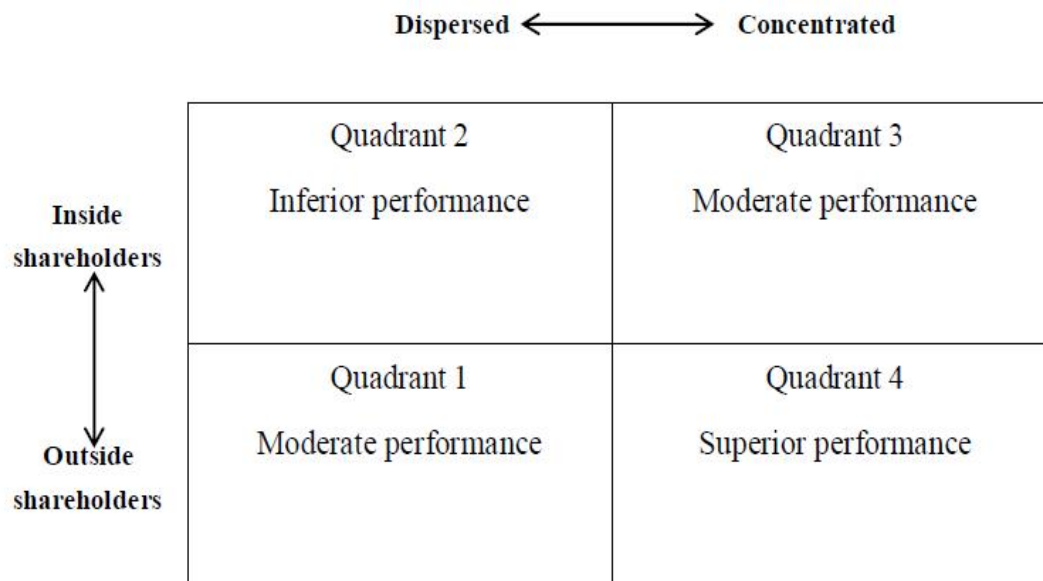 Dispersed Concentrated
Quadrant 2
Inferior performance
Quadrant 3
Moderate performance
Inside
shareholders
Quadrant 1
Moderate performance
Quadrant 4
Superior performance
Outside
shareholders